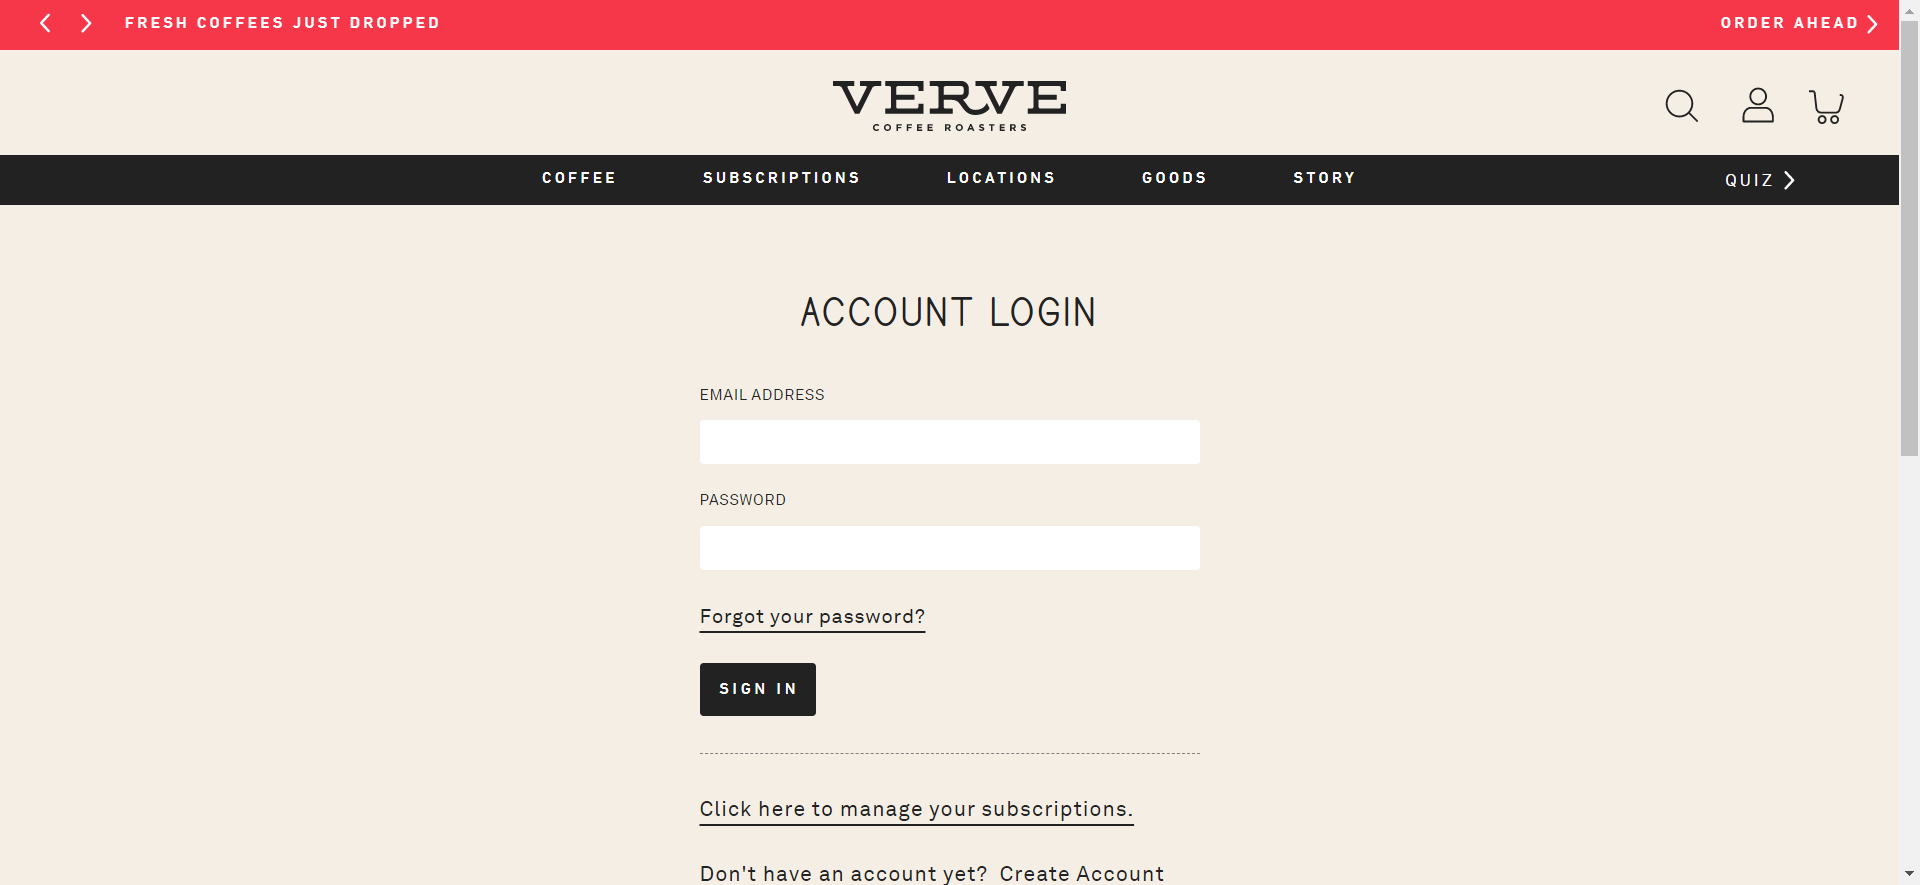 FRESH COFFEES JUST DROPPED
ORDER AHEAD
VERVE
COFFEE ROASTERS
COFFEE
SUBSCRIPTIONS
LOCATIONS
GOODS
STORY
QUIZ
ACCOUNT LOGIN
EMAIL ADDRESS
PASSWORD
Forgot your password?
SIGN IN
Click here to manage your subscriptions.
Don't have an account yet? Create Account